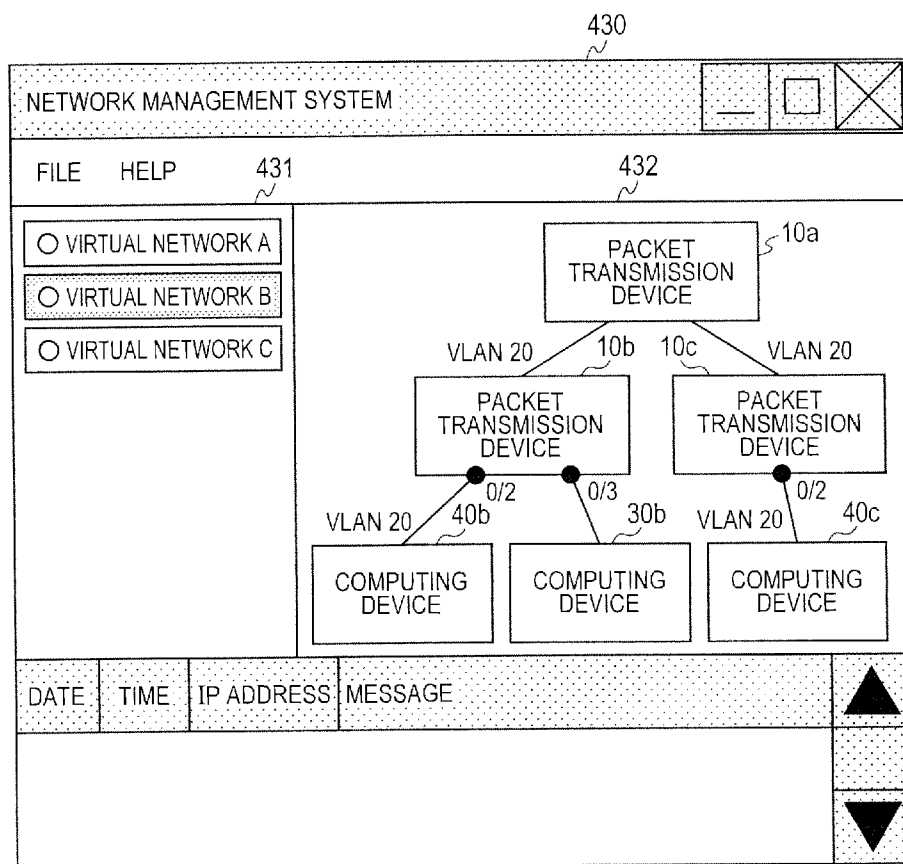 430
NETWORK MANAGEMENT SYSTEM
FILE HELP 431 432
VIRTUAL NETWORK A
VIRTUAL NETWORK B
VIRTUAL NETWORK C
PACKET
TRANSMISSION
DEVICE
10a
VLAN 20 10b 10c VLAN 20
PACKET
TRANSMISSION
DEVICE
PACKET
TRANSMISSION
DEVICE
0/2 0/3 0/2
VLAN 20 40b 30b VLAN 20 40c
COMPUTING
DEVICE
COMPUTING
DEVICE
COMPUTING
DEVICE
DATE TIME IP ADDRESS MESSAGE